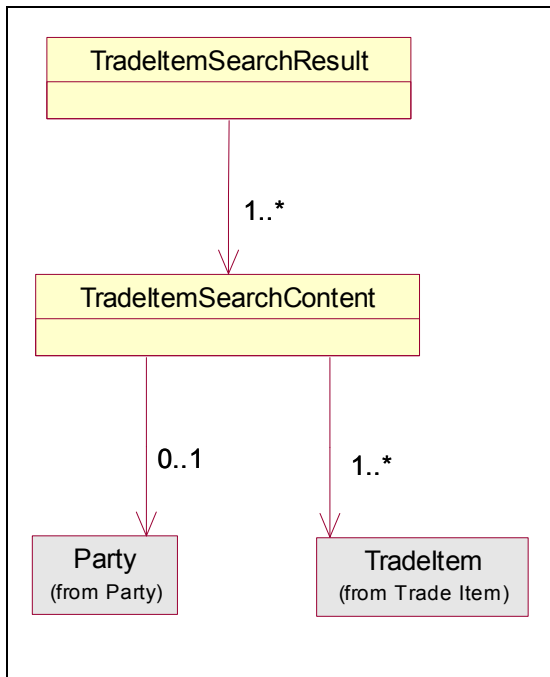 TradeItemSearchResult
1..*
TradeItemSearchContent
0..1
1..*
Party
(from Party)
TradeItem
(from Trade Item)